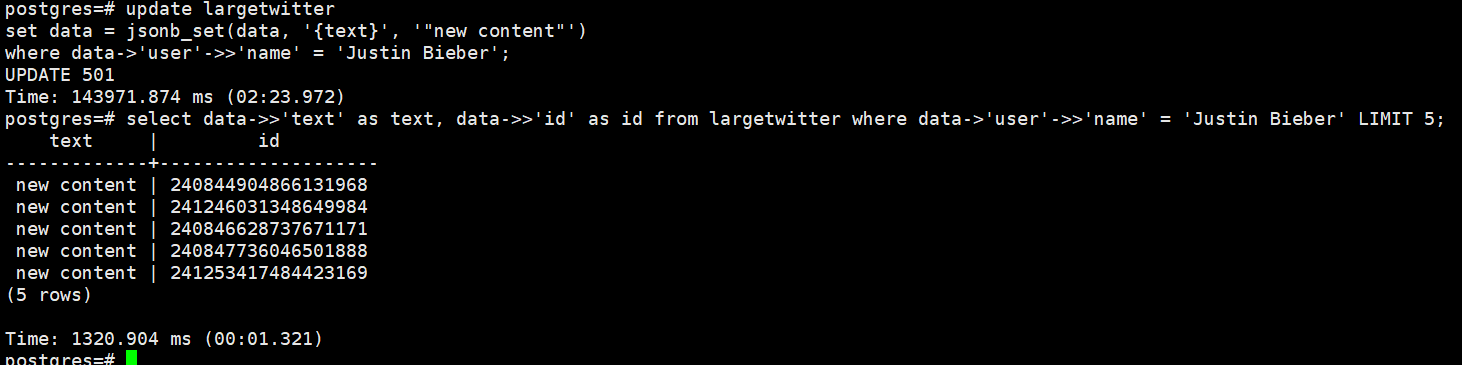 postgres=# update largetwitter
set data = jsonb_set(data, '{text}', '"new content"')
where data->'user'->>'name' = 'Justin Bieber';
UPDATE 501
Time: 143971.874 ms (02:23.972)
postgres=# select data->>'text' as text, data->>'id' as id from largetwitter where data->'user'->>'name' = 'Justin Bieber' LIMIT 5;
    text     |         id
-------------+--------------------
 new content | 240844904866131968
 new content | 241246031348649984
 new content | 240846628737671171
 new content | 240847736046501888
 new content | 241253417484423169
(5 rows)

Time: 1320.904 ms (00:01.321)
postgres=#